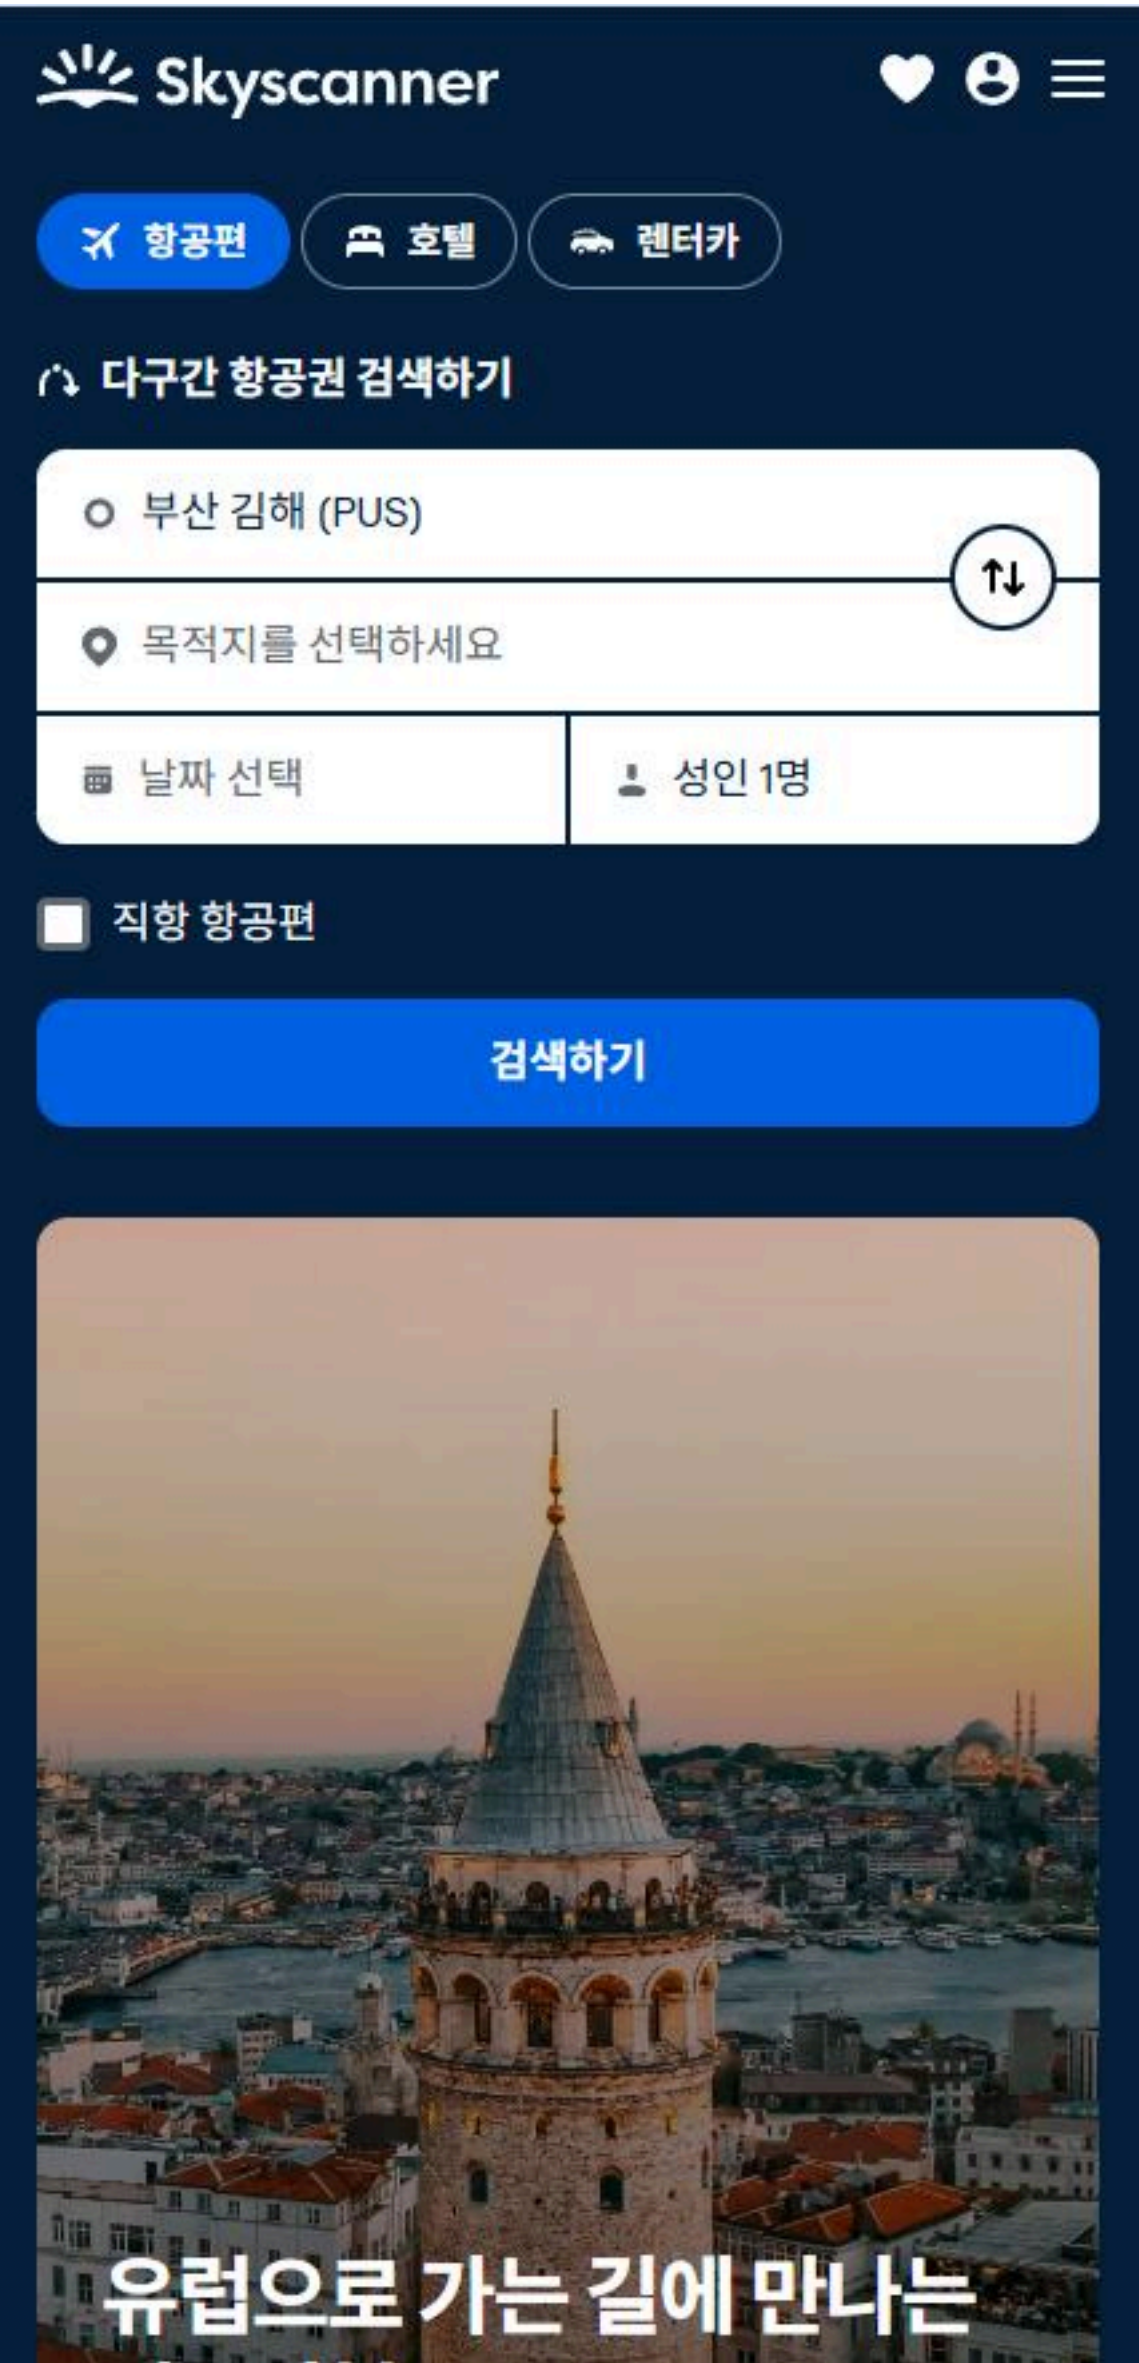 Skyscanner
항공편 호텔 렌터카
다구간 항공권 검색하기
부산 김해 (PUS)
목적지를 선택하세요
날짜 선택 성인 1명
직항 항공편
검색하기
유럽으로 가는 길에 만나는